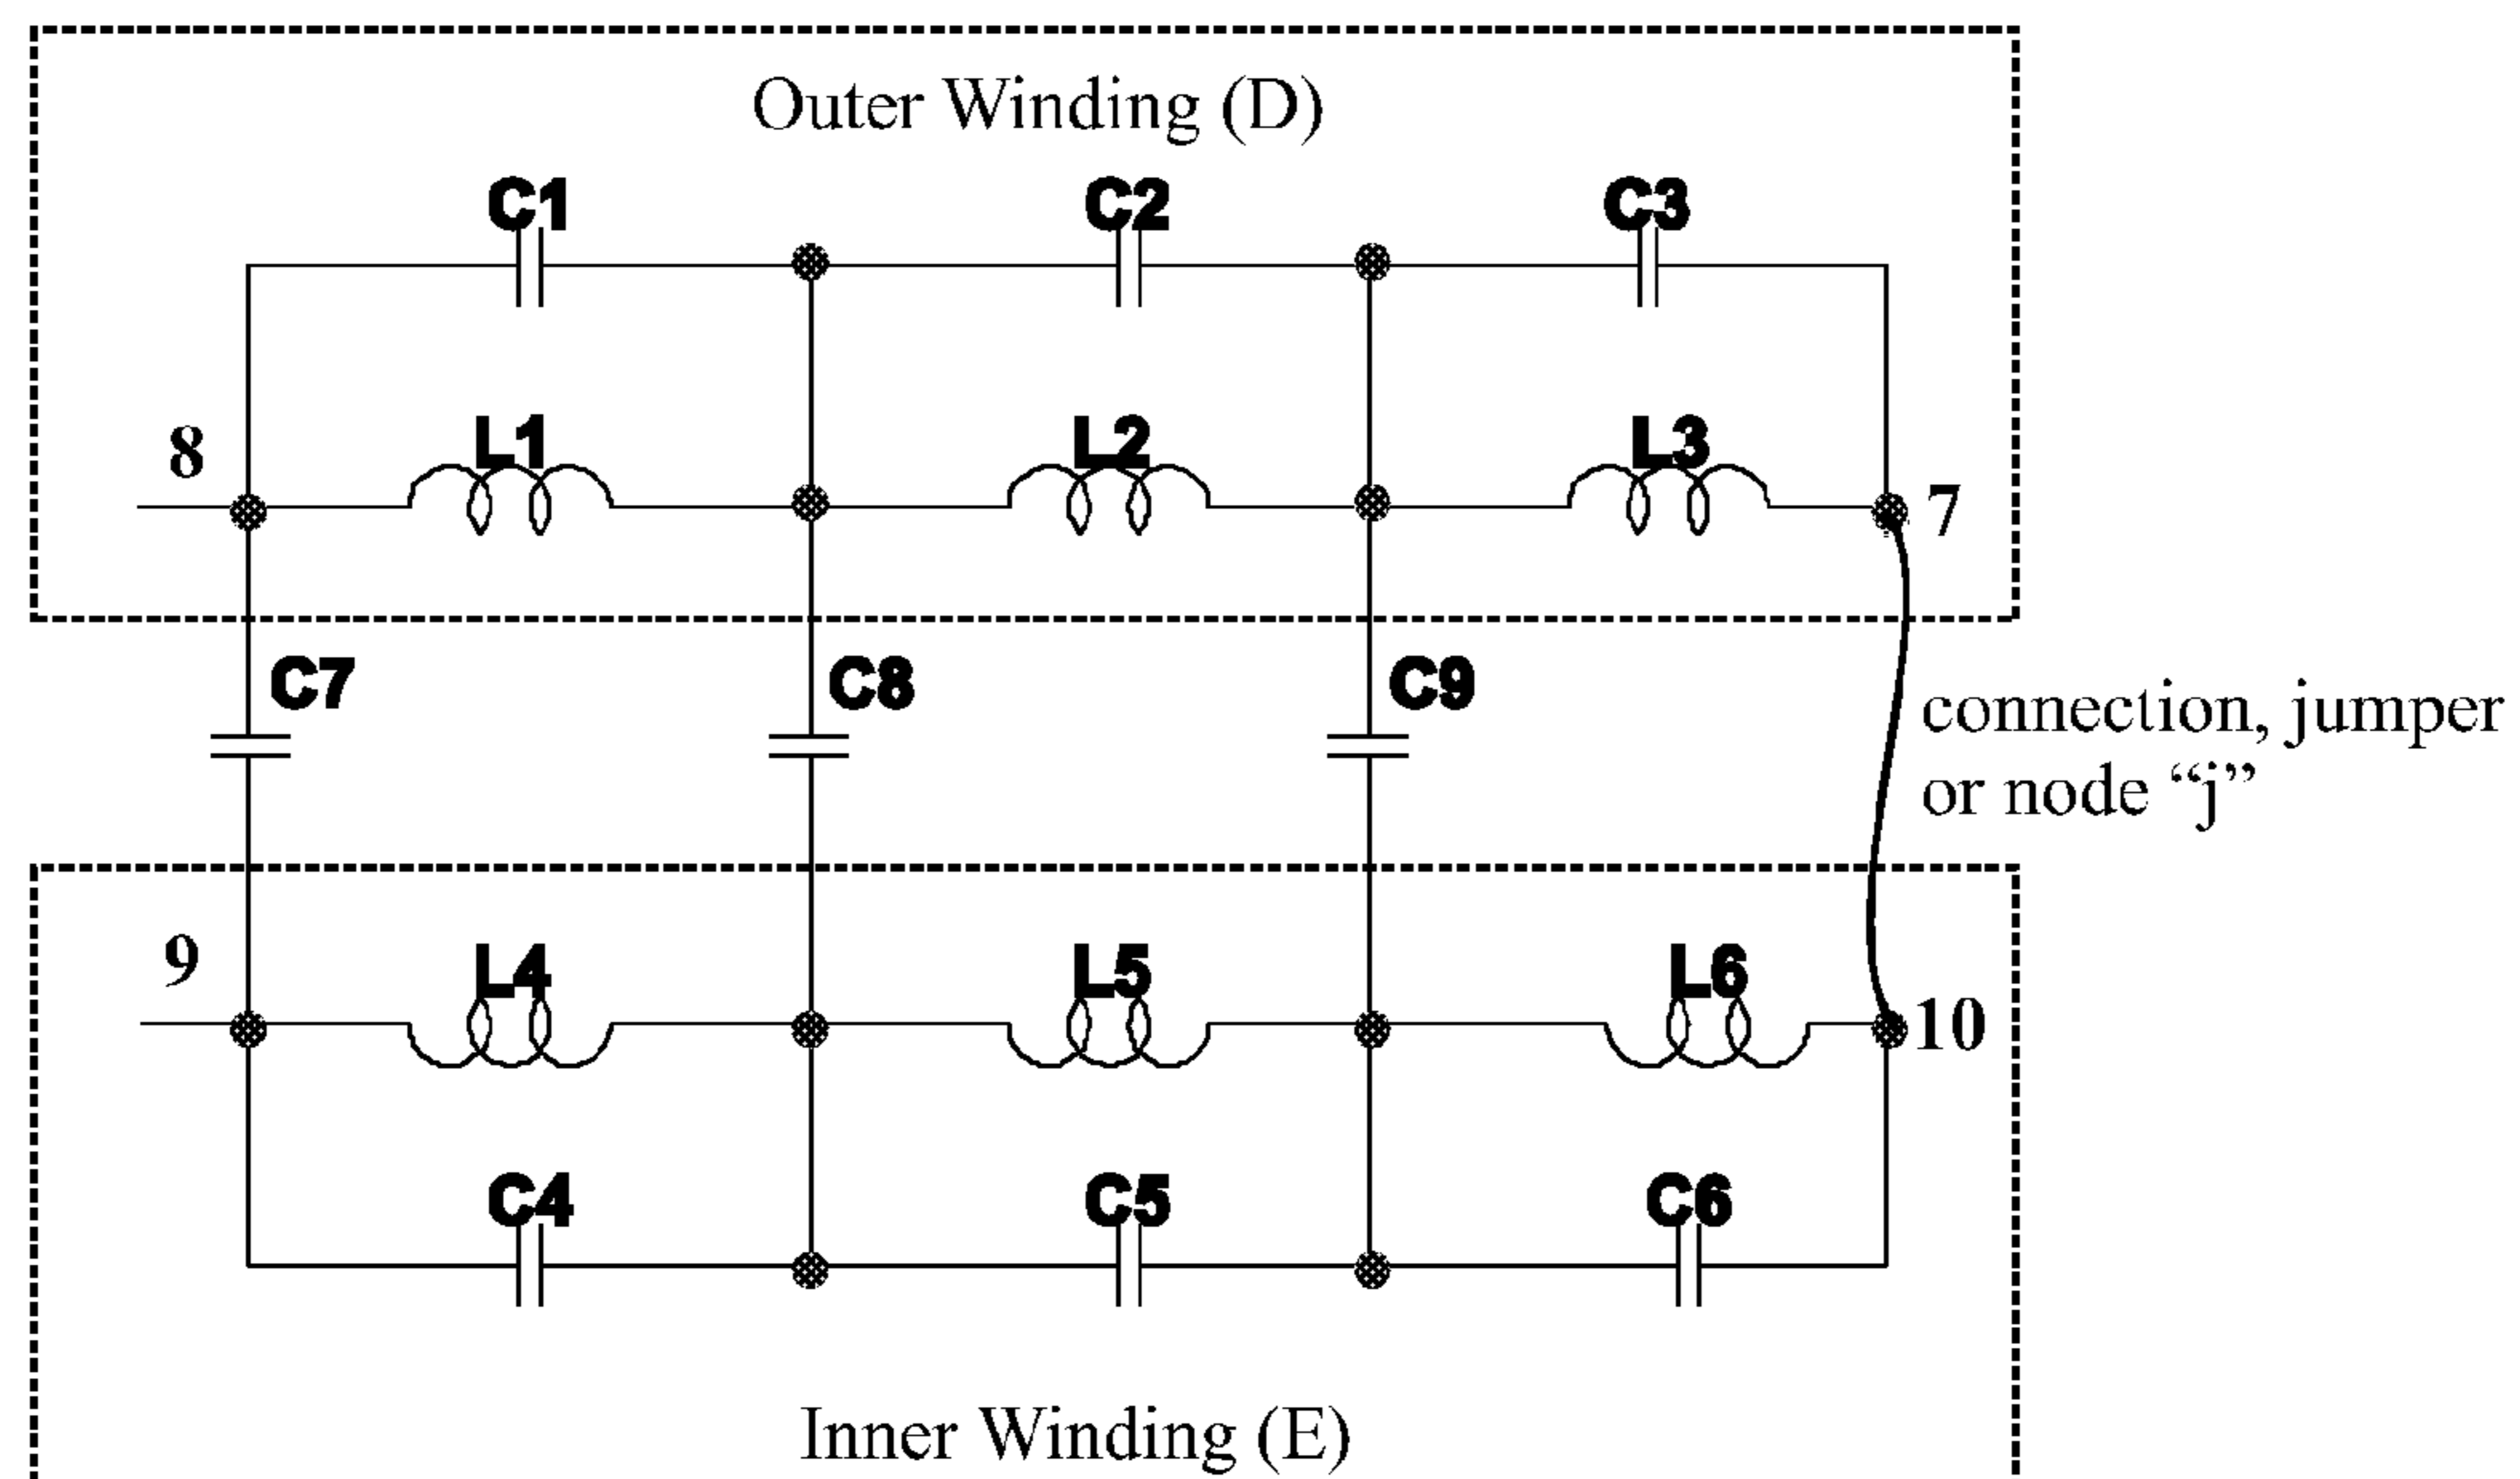 Outer Winding (D)
C1
C2
C3
8
L1
L2
L3
7
C7
C8
C9
connection, jumper
or node “j”
9
L4
L5
L6
10
C4
C5
C6
Inner Winding (E)